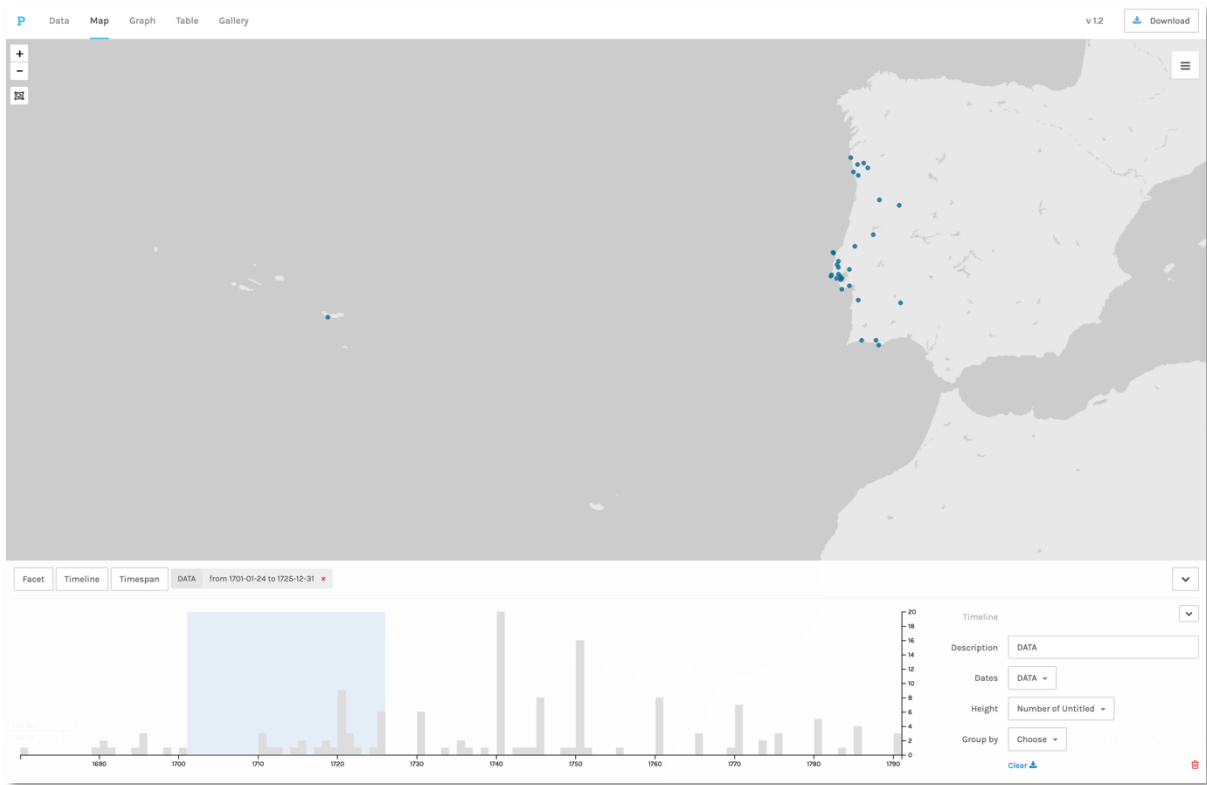 P Data Map Graph Table Gallery v 1.2 Download
+
−
Facet Timeline Timespan DATA from 1701-01-24 to 1725-12-31 ×
20
18
16
14
12
10
8
6
4
2
0
1690 1700 1710 1720 1730 1740 1750 1760 1770 1780 1790
Timeline
Description DATA
Dates DATA
Height Number of Untitled
Group by Choose
Clear